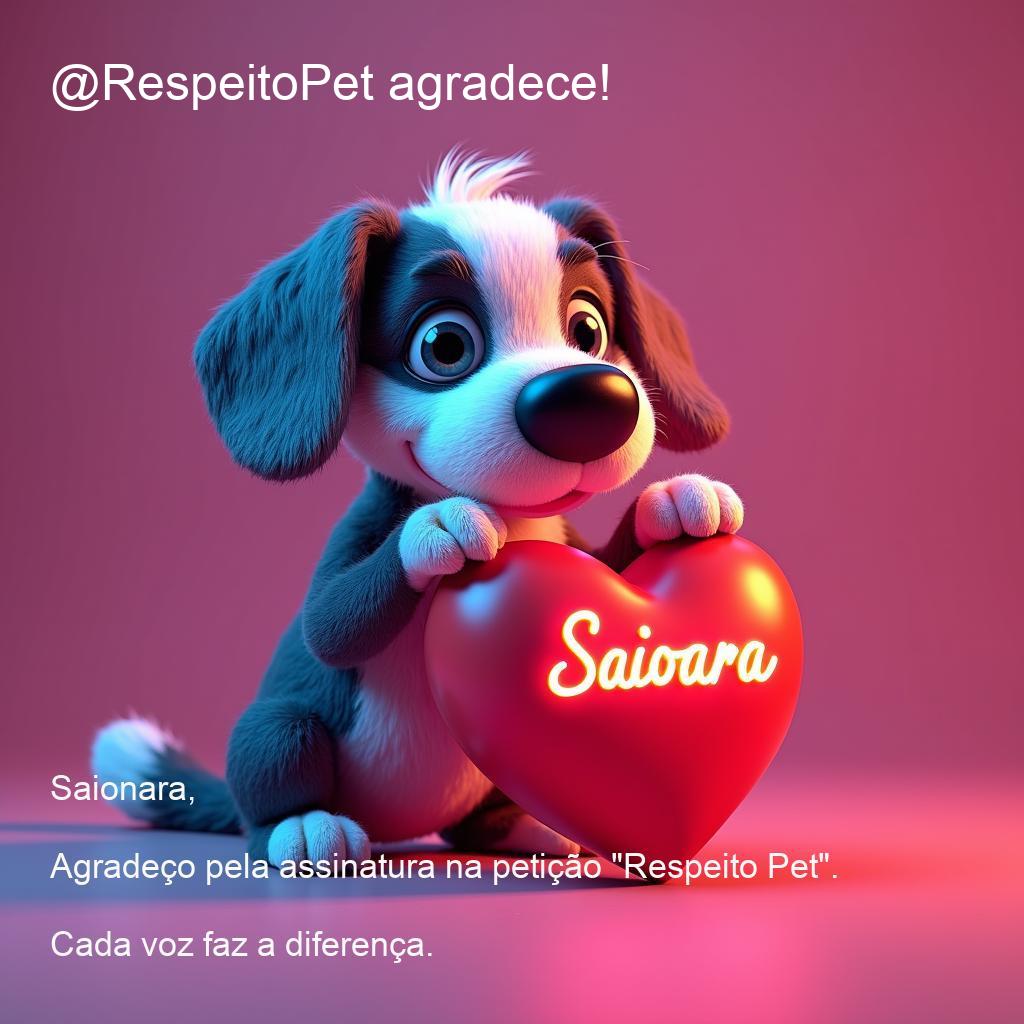 @RespeitoPet agradece!
Saioara
Saionara,
Agradeço pela assinatura na petição "Respeito Pet".
Cada voz faz a diferença.